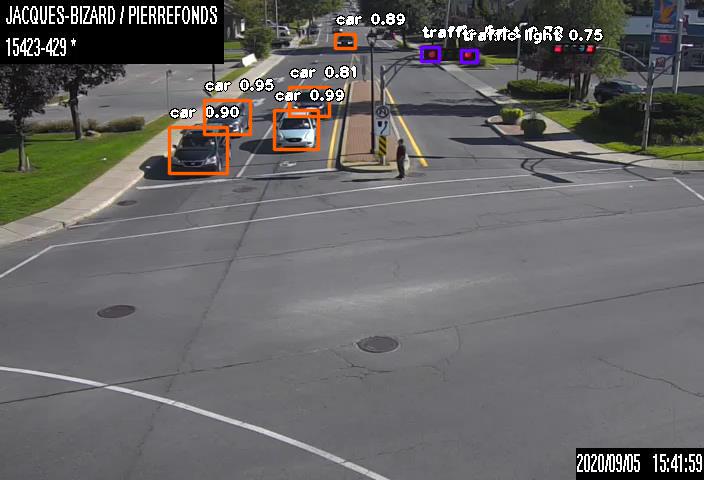 JACQUES-BIZARD / PIERREFONDS
15423-429 *
car 0.89
traffic light 0.75
car 0.81
car 0.95
car 0.99
car 0.90
2020/09/05 15:41:59